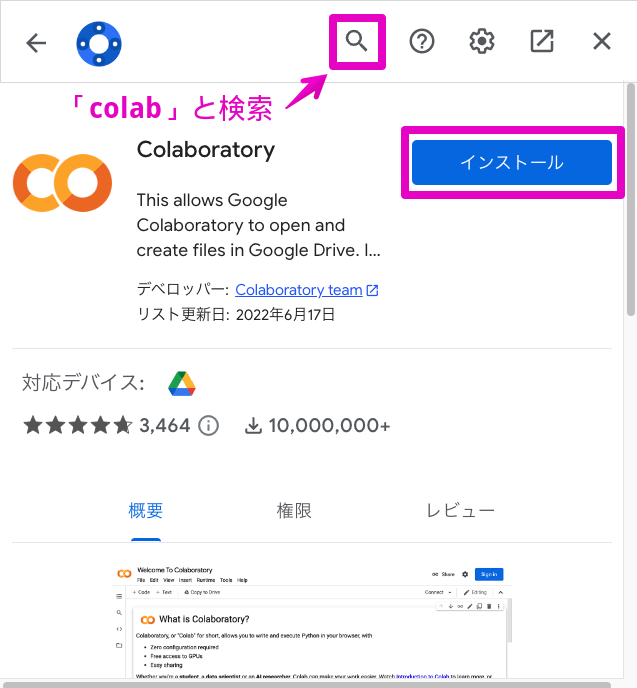 「colab」と検索
Colaboratory
インストール
This allows Google
Colaboratory to open and
create files in Google Drive. I...
デベロッパー: Colaboratory team
リスト更新日: 2022年6月17日
対応デバイス:
3,464
10,000,000+
概要 権限 レビュー
Welcome To Colaboratory
File Edit View Insert Runtime Tools Help
Share
Sign in
+ Code + Text Copy to Drive
Connect
Editing
What is Colaboratory?
Colaboratory, or "Colab" for short, allows you to write and execute Python in your browser, with
• Zero configuration required
• Free access to GPUs
• Easy sharing
Whether you're a student, a data scientist or an AI researcher, Colab can make your work easier. Watch Introduction to Colab to learn more, or